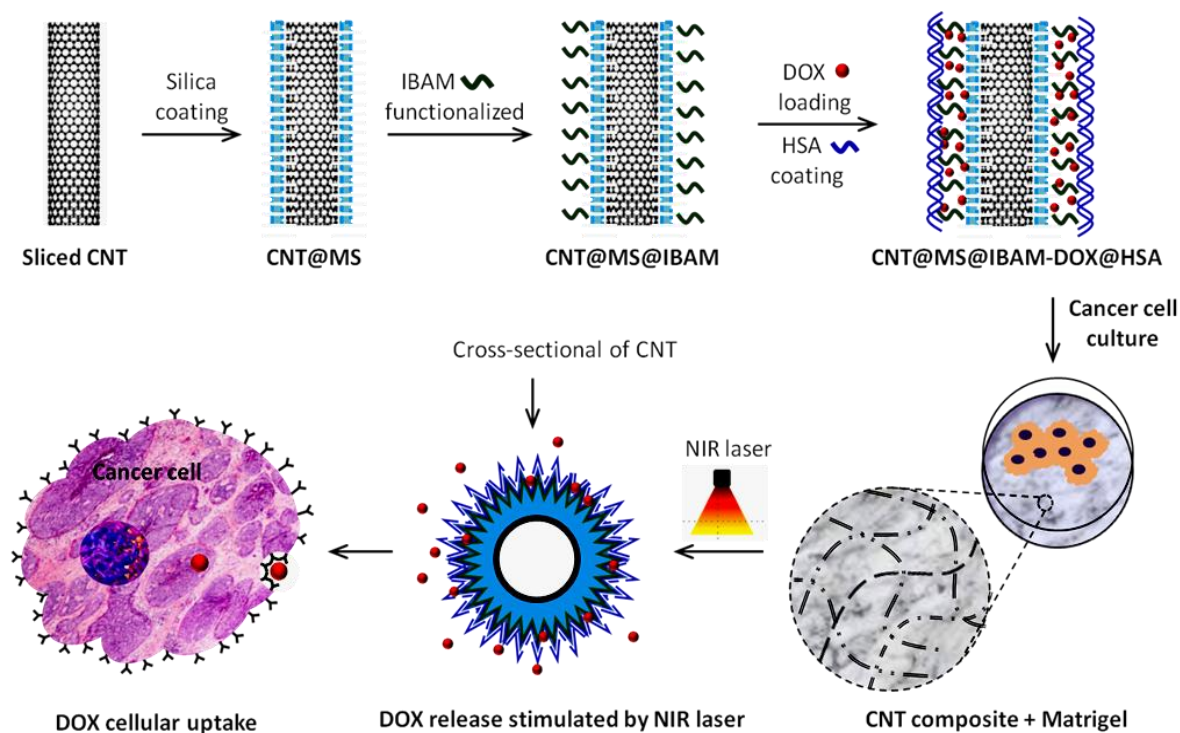 Silica
coating
IBAM
functionalized
DOX
loading
HSA
coating
Sliced CNT
CNT@MS
CNT@MS@IBAM
CNT@MS@IBAM-DOX@HSA
Cancer cell
culture
Cross-sectional of CNT
NIR laser
Cancer cell
DOX cellular uptake
DOX release stimulated by NIR laser
CNT composite + Matrigel